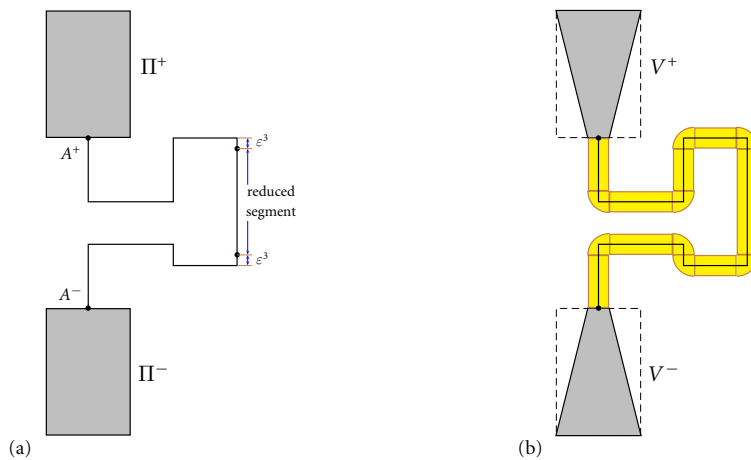 Π⁺
V⁺
A⁺
ε³
reduced
segment
ε³
A⁻
Π⁻
V⁻
(a)
(b)